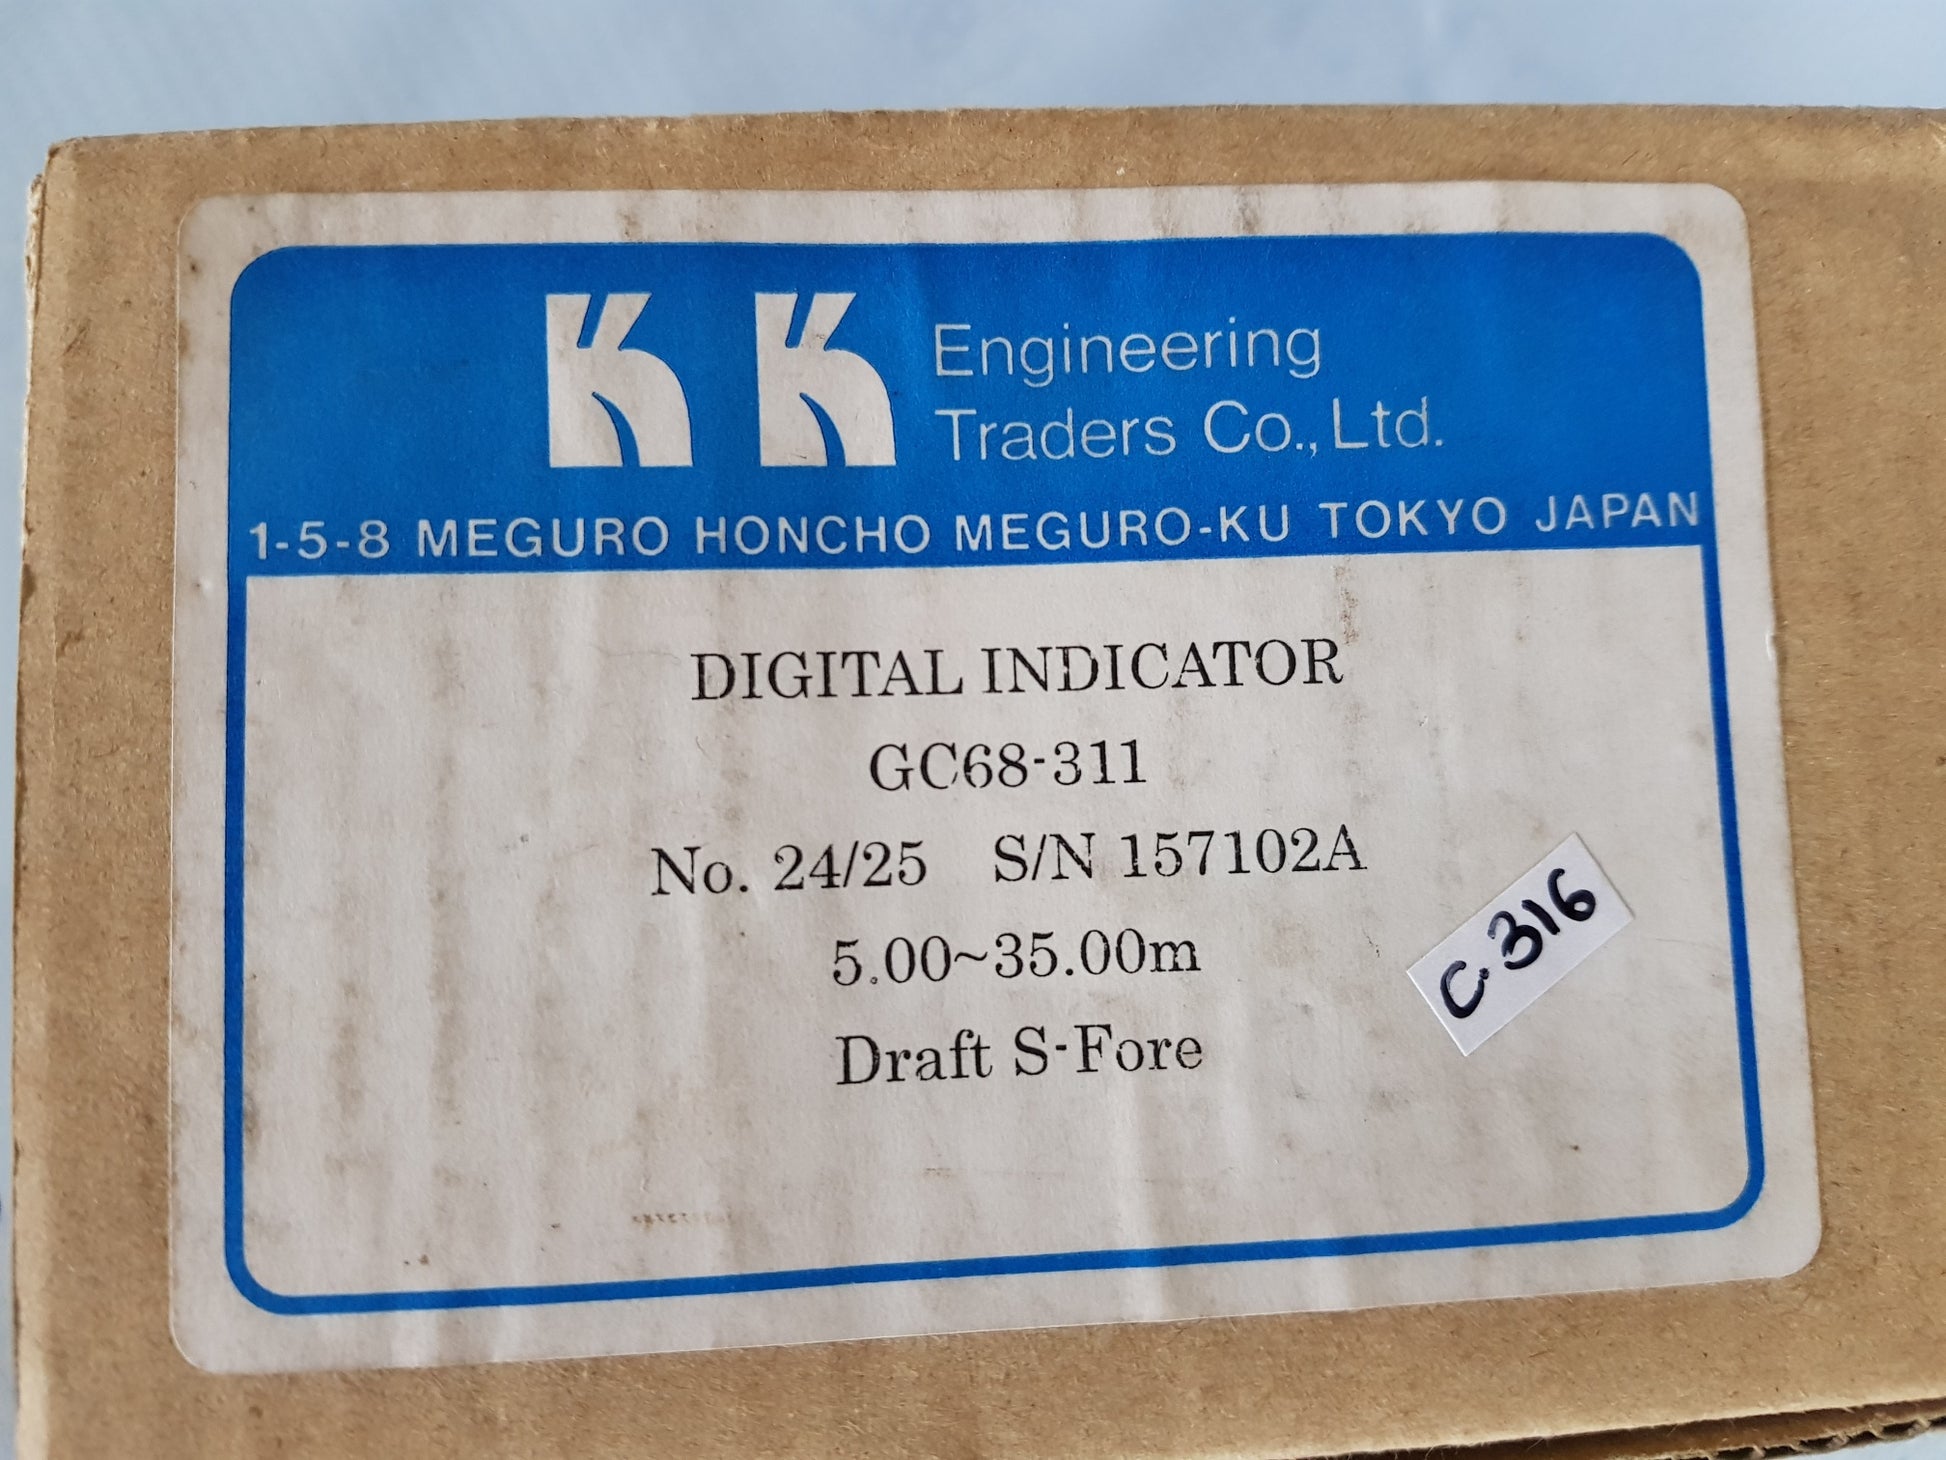 KK Engineering
Traders Co., Ltd.
1-5-8 MEGURO HONCHO MEGURO-KU TOKYO JAPAN
DIGITAL INDICATOR
GC68-311
No. 24/25 S/N 157102A
5.00~35.00m
Draft S-Fore
C.316